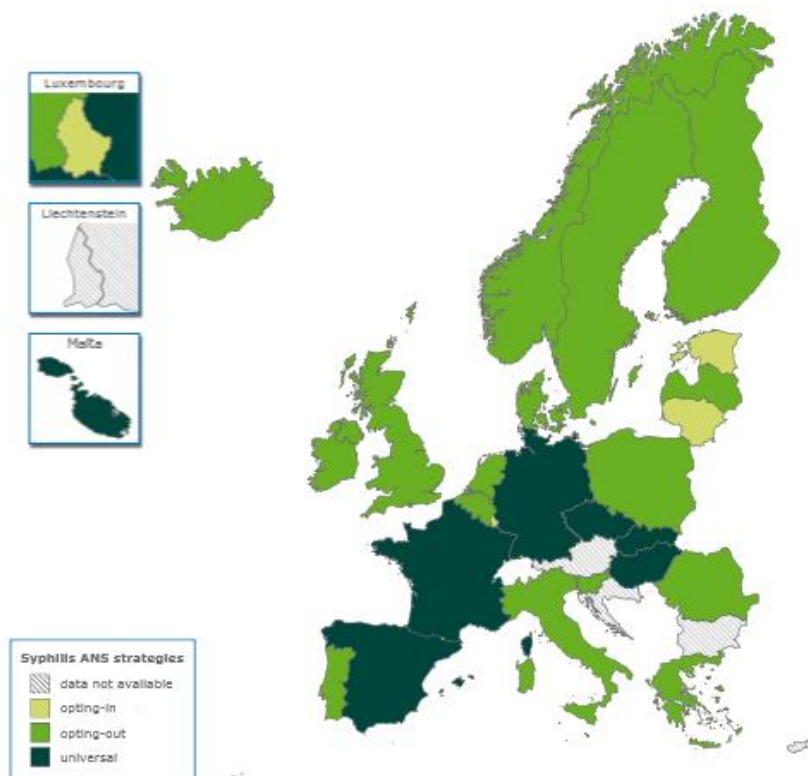 Luxembourg
Liechtenstein
Malta
Syphilis ANS strategies
data not available
opting-in
opting-out
universal